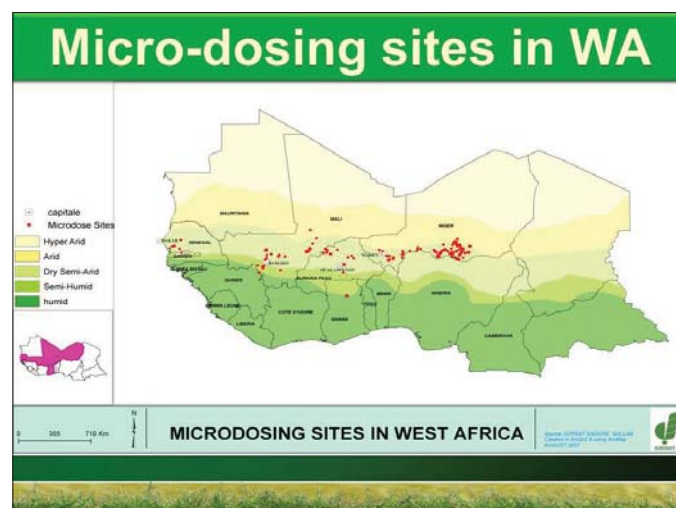 Micro-dosing sites in WA
capitale
Microdose Sites
Hyper Arid
Arid
Dry Semi-Arid
Semi-Humid
humid
MAURITANIA
MALI
NIGER
SENEGAL
BURKINA FASO
GUINEE
SIERRA LEONE
LIBERIA
COTE D'IVOIRE
GHANA
TOGO
BENIN
NIGERIA
CAMEROUN
N
0 355 710 Km
MICRODOSING SITES IN WEST AFRICA